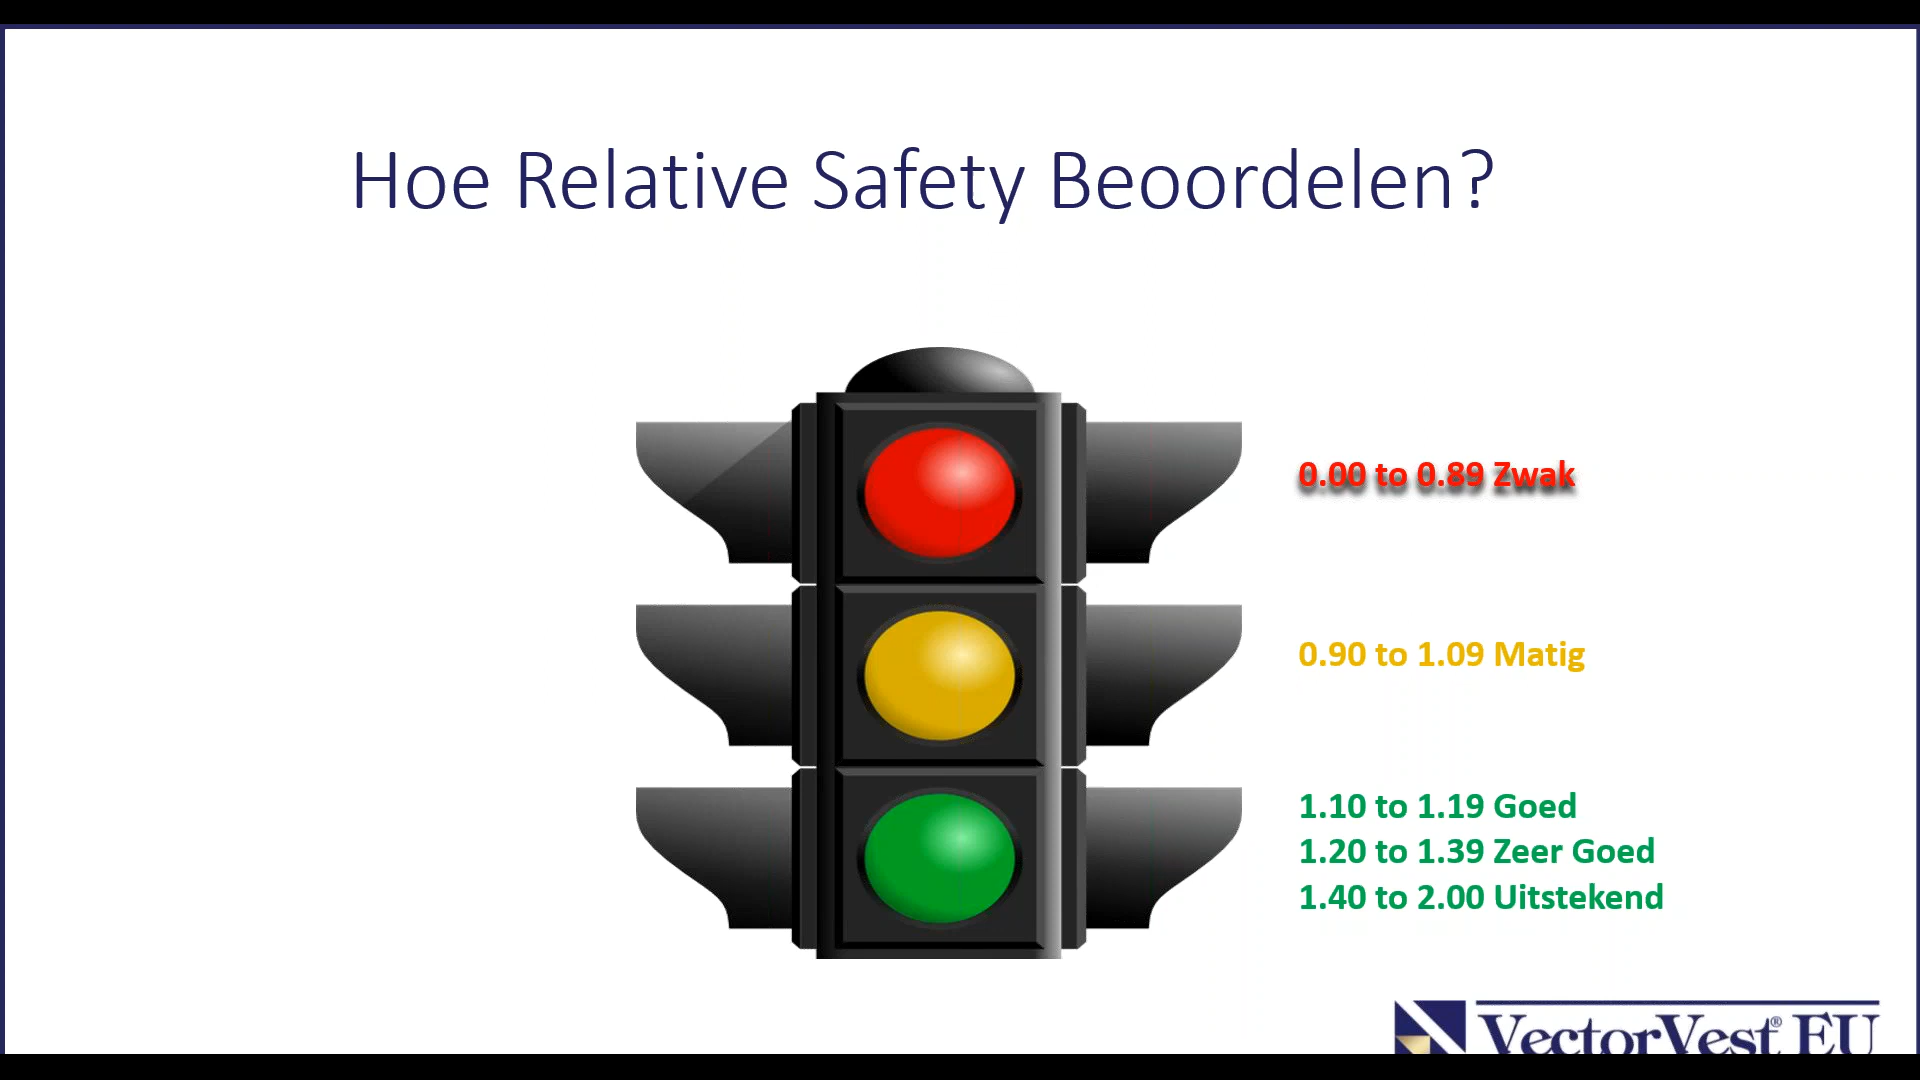 Hoe Relative Safety Beoordelen?
0.00 to 0.89 Zwak
0.90 to 1.09 Matig
1.10 to 1.19 Goed
1.20 to 1.39 Zeer Goed
1.40 to 2.00 Uitstekend
VectorVest® EU